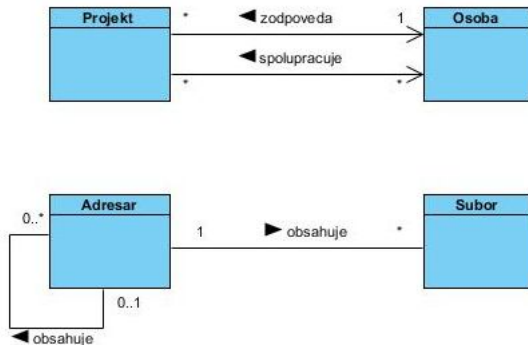 Projekt
* ◄ zodpoveda 1
Osoba
◄ spolupracuje
* *
Adresar
Subor
0..*
1 ► obsahuje *
0..1
◄ obsahuje